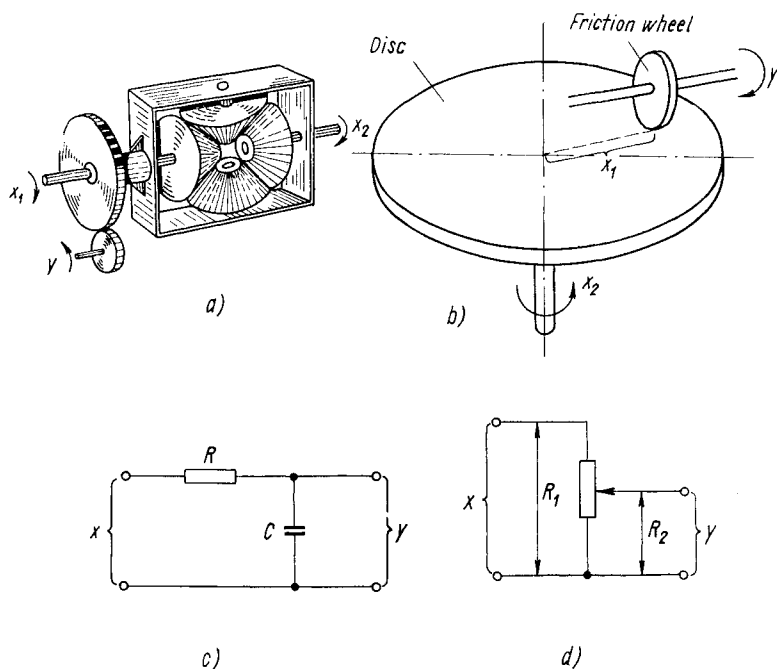 Disc
Friction wheel
x₁
x₂
y
a)
y
x₁
x₂
b)
R
x
C
y
c)
x
R₁
R₂
y
d)